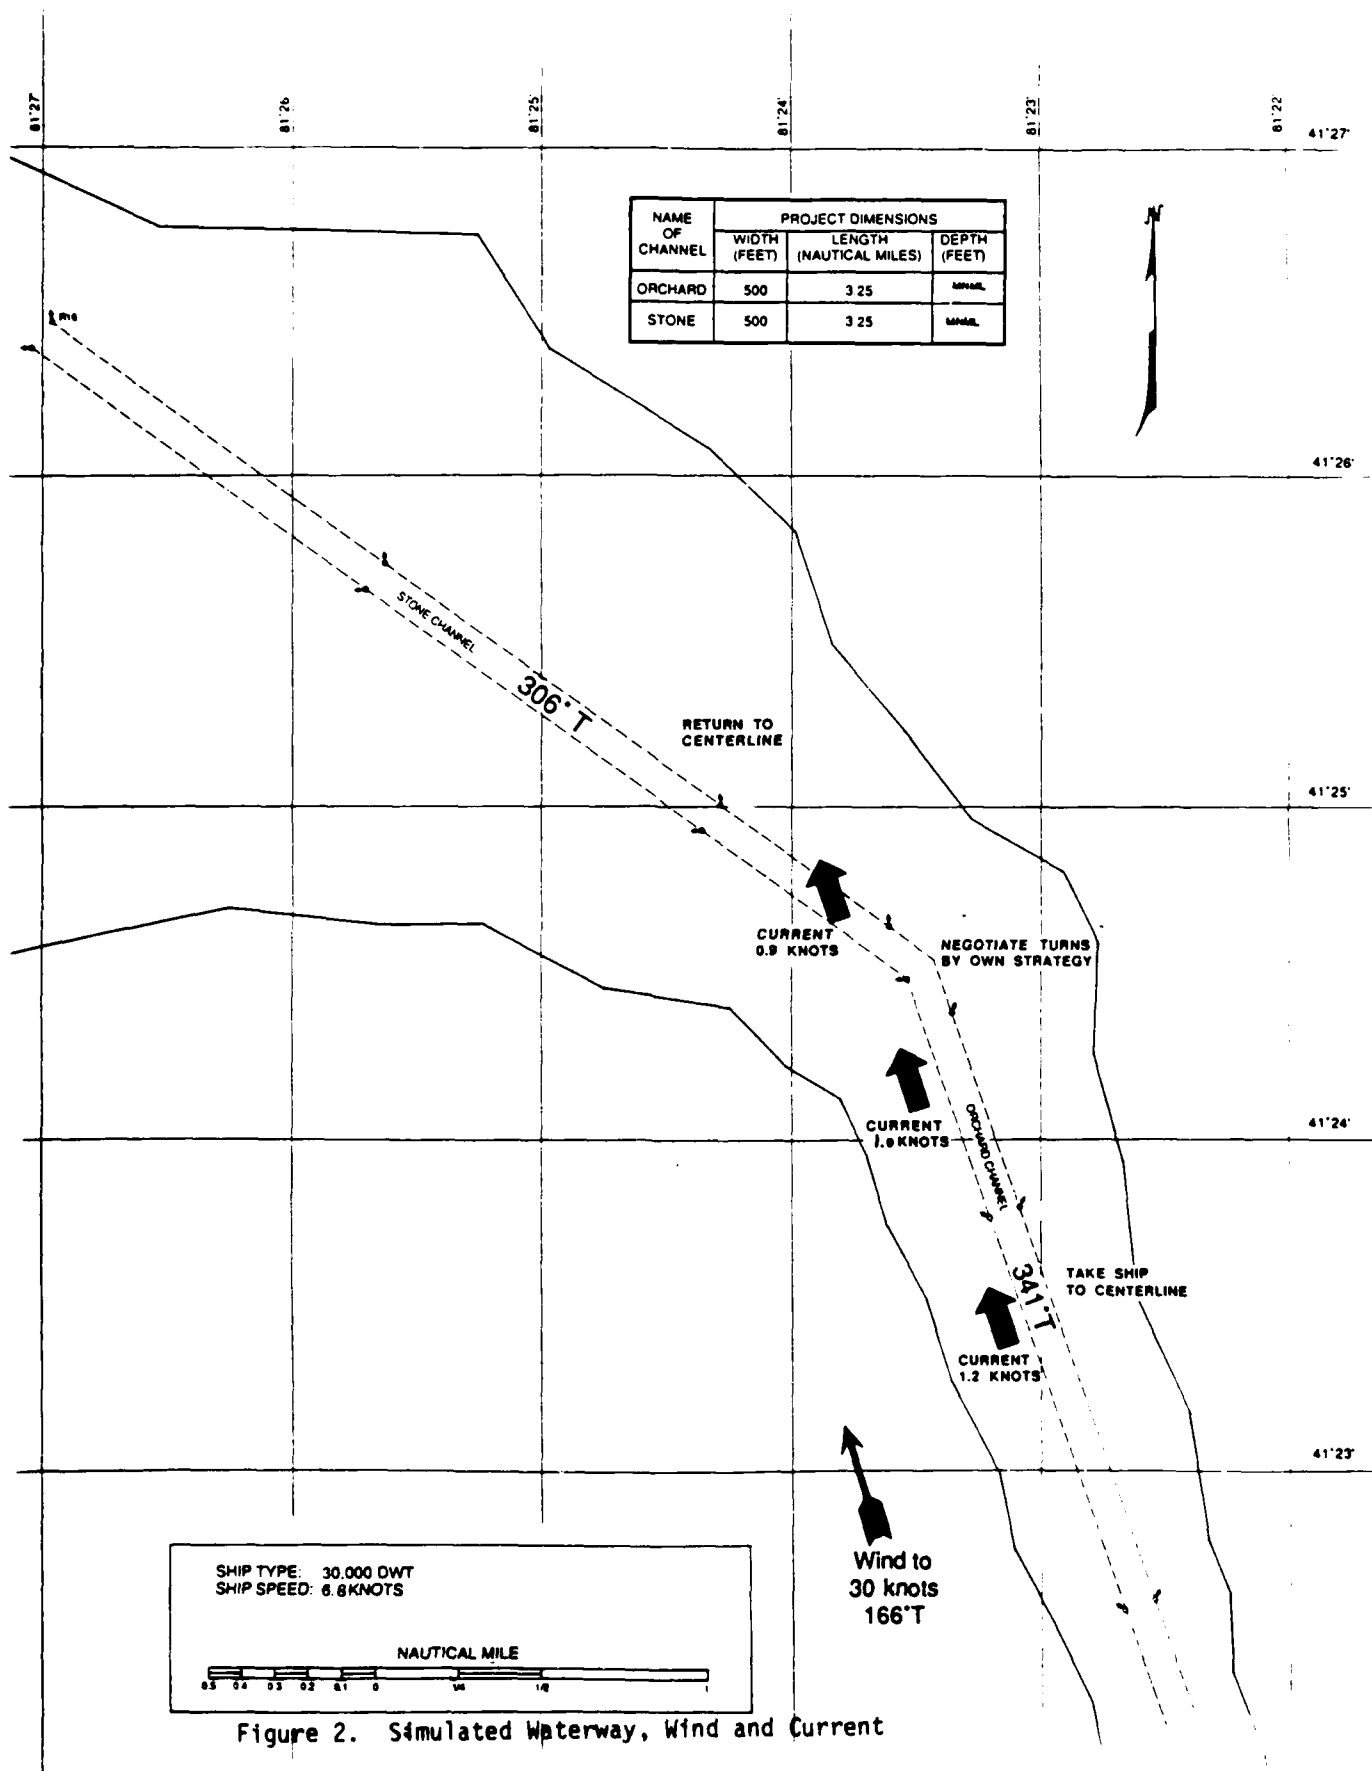 81°27'
81°26'
81°25'
81°24'
81°23'
81°22'
41°27'
NAME
OF
CHANNEL
PROJECT DIMENSIONS
WIDTH
(FEET)
LENGTH
(NAUTICAL MILES)
DEPTH
(FEET)
ORCHARD 500 3.25 MNML
STONE 500 3.25 MNML
N
41°26'
STONE CHANNEL
306°T
RETURN TO
CENTERLINE
41°25'
CURRENT
0.9 KNOTS
NEGOTIATE TURNS
BY OWN STRATEGY
41°24'
CURRENT
KNOTS
ORCHARD CHANNEL
341°T
TAKE SHIP
TO CENTERLINE
CURRENT
1.2 KNOTS
41°23'
Wind to
30 knots
166°T
SHIP TYPE: 30,000 DWT
SHIP SPEED: 6.8 KNOTS
NAUTICAL MILE
0.5 0.4 0.3 0.2 0.1 0 1/4 1/2 1
Figure 2. Simulated Waterway, Wind and Current